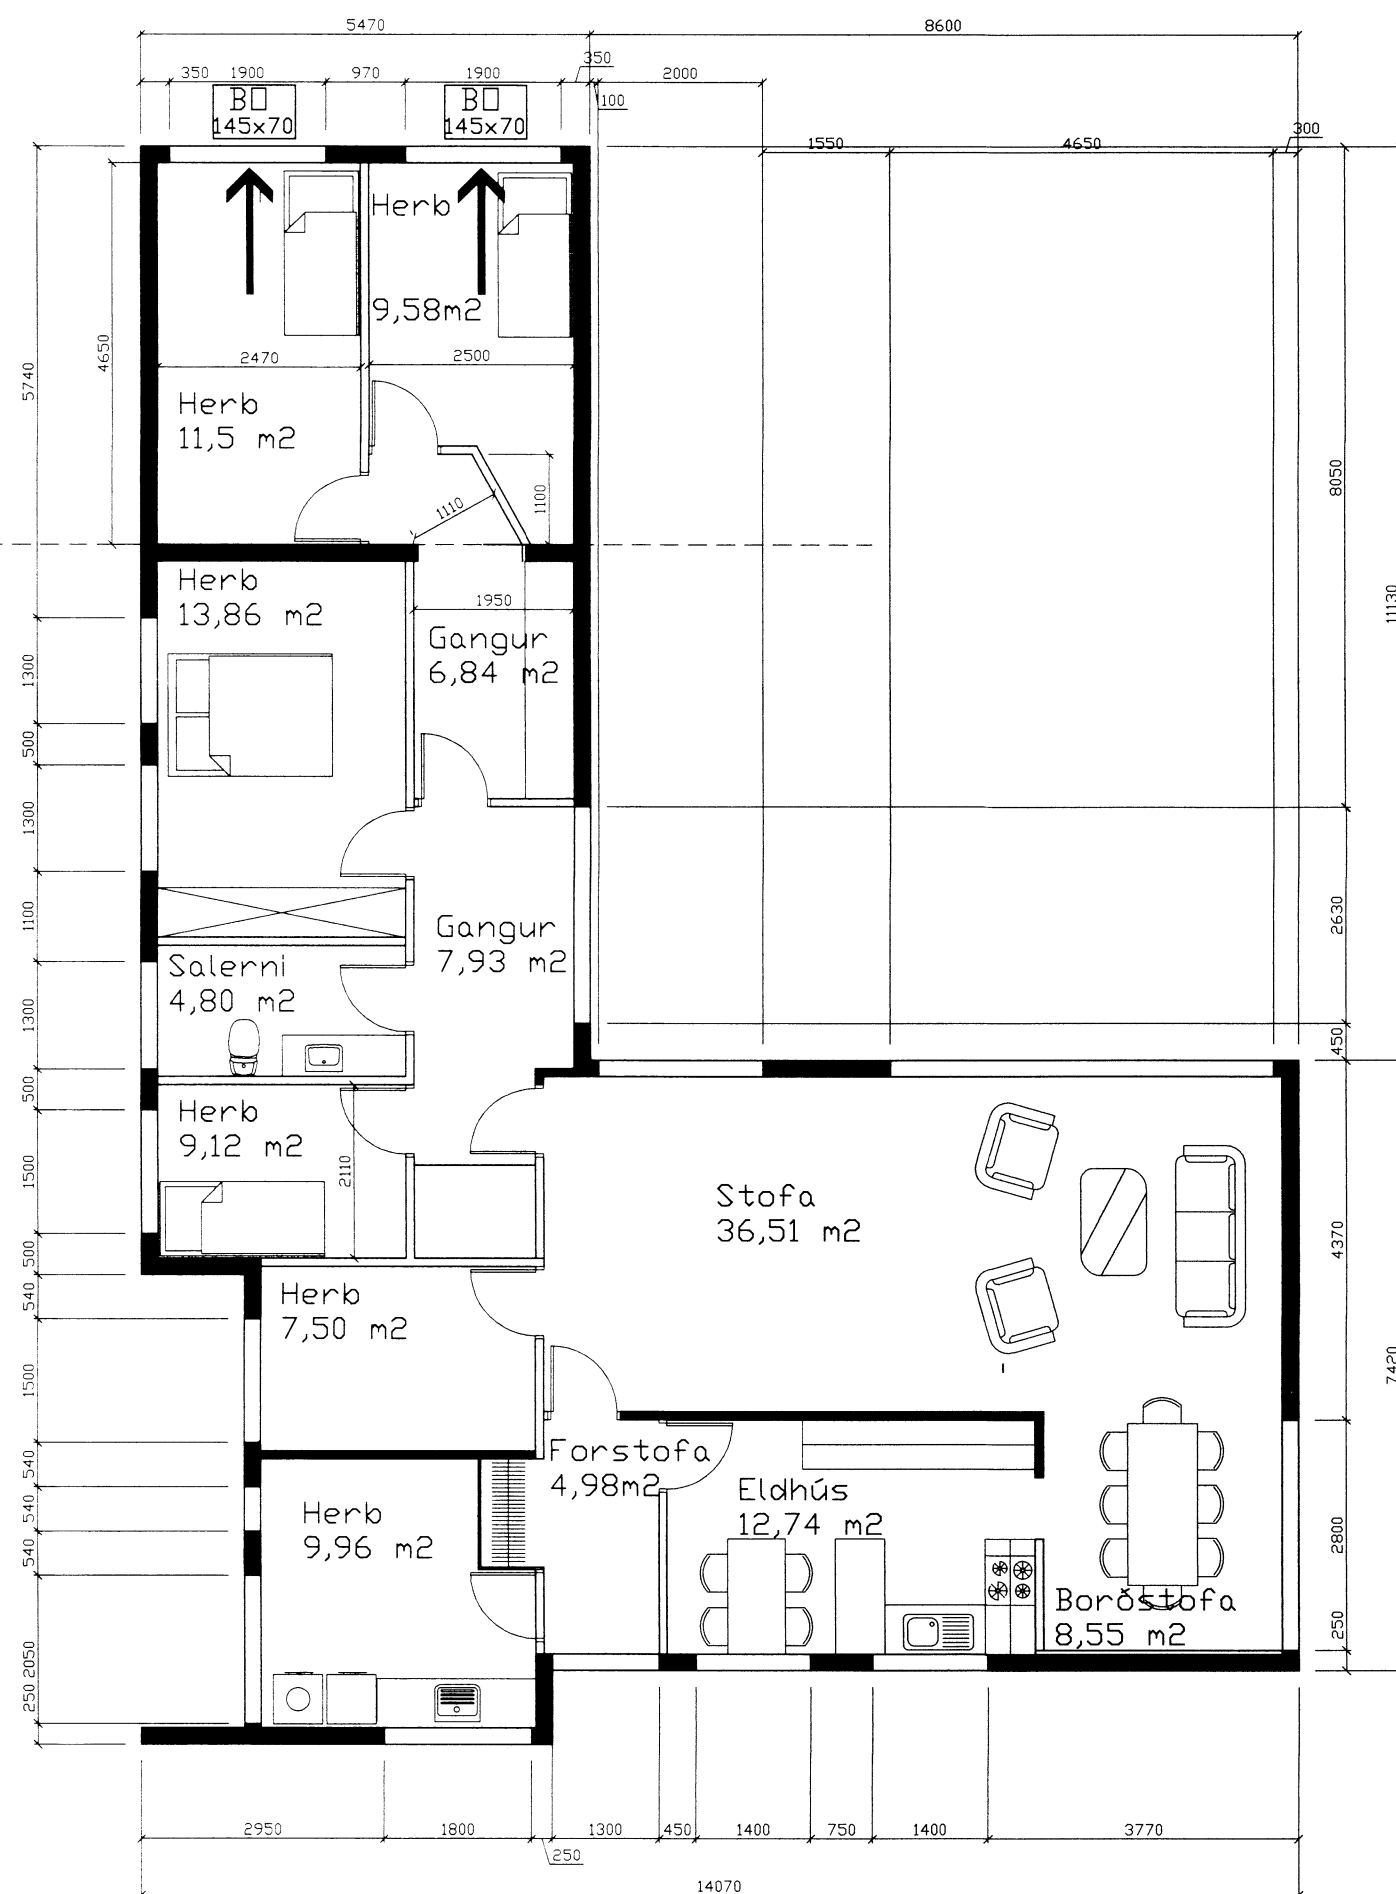 5470
8600
350
1900
970
1900
350
2000
100
B▯
145x70
B▯
145x70
1550
4650
300
Herb
9,58m2
2470
2500
4650
5740
Herb
11,5 m2
1110
1100
8050
Herb
13,86 m2
1950
Gangur
6,84 m2
11130
1300
500
1300
1100
Gangur
7,93 m2
2630
Salerni
4,80 m2
1300
450
500
Herb
9,12 m2
2110
1500
Stofa
36,51 m2
4370
500
540
Herb
7,50 m2
1500
7420
540
Forstofa
4,98m2
Eldhús
12,74 m2
540
Herb
9,96 m2
540
2800
Borðstofa
8,55 m2
250
2050
250
2950
1800
250
1300
450
1400
750
1400
3770
14070